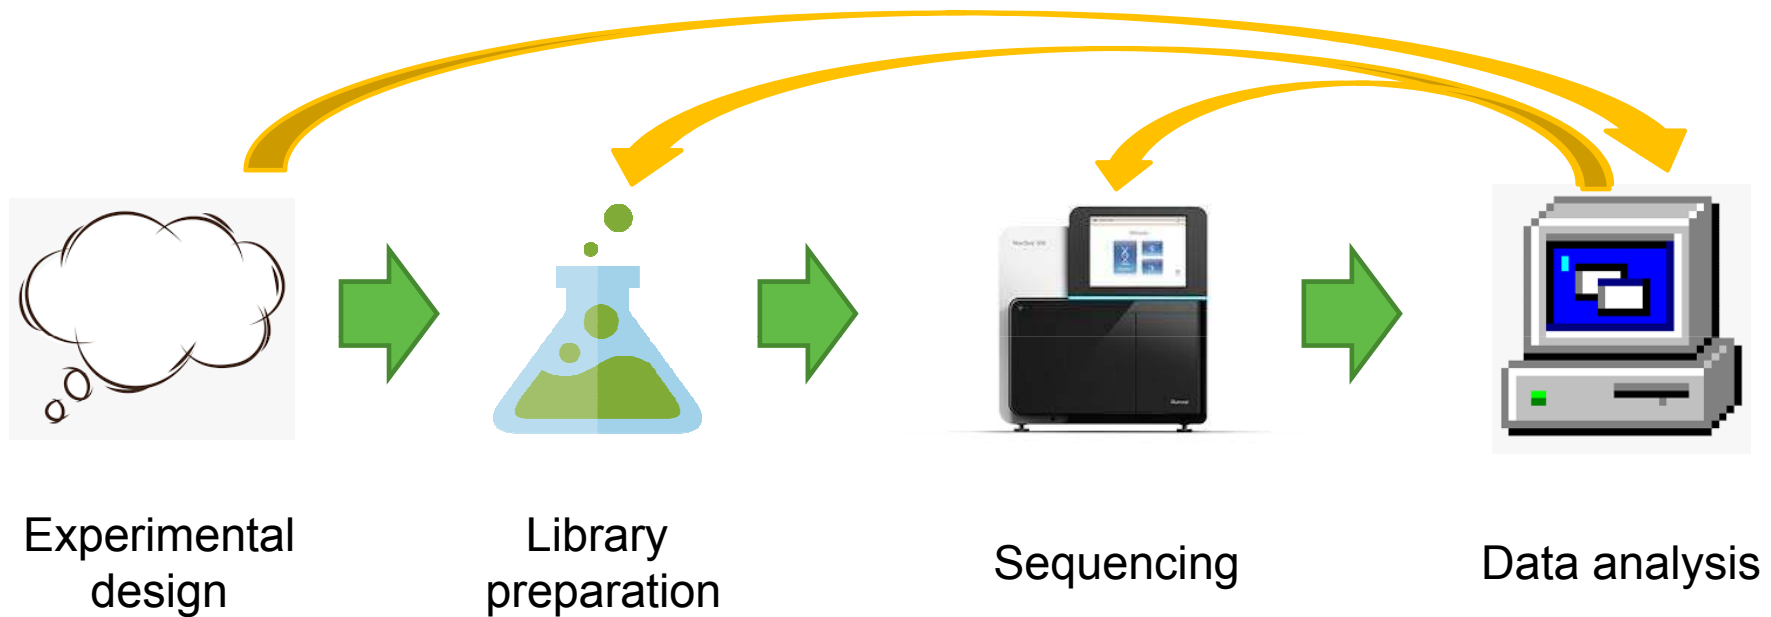 Experimental
design
Library
preparation
Sequencing
Data analysis